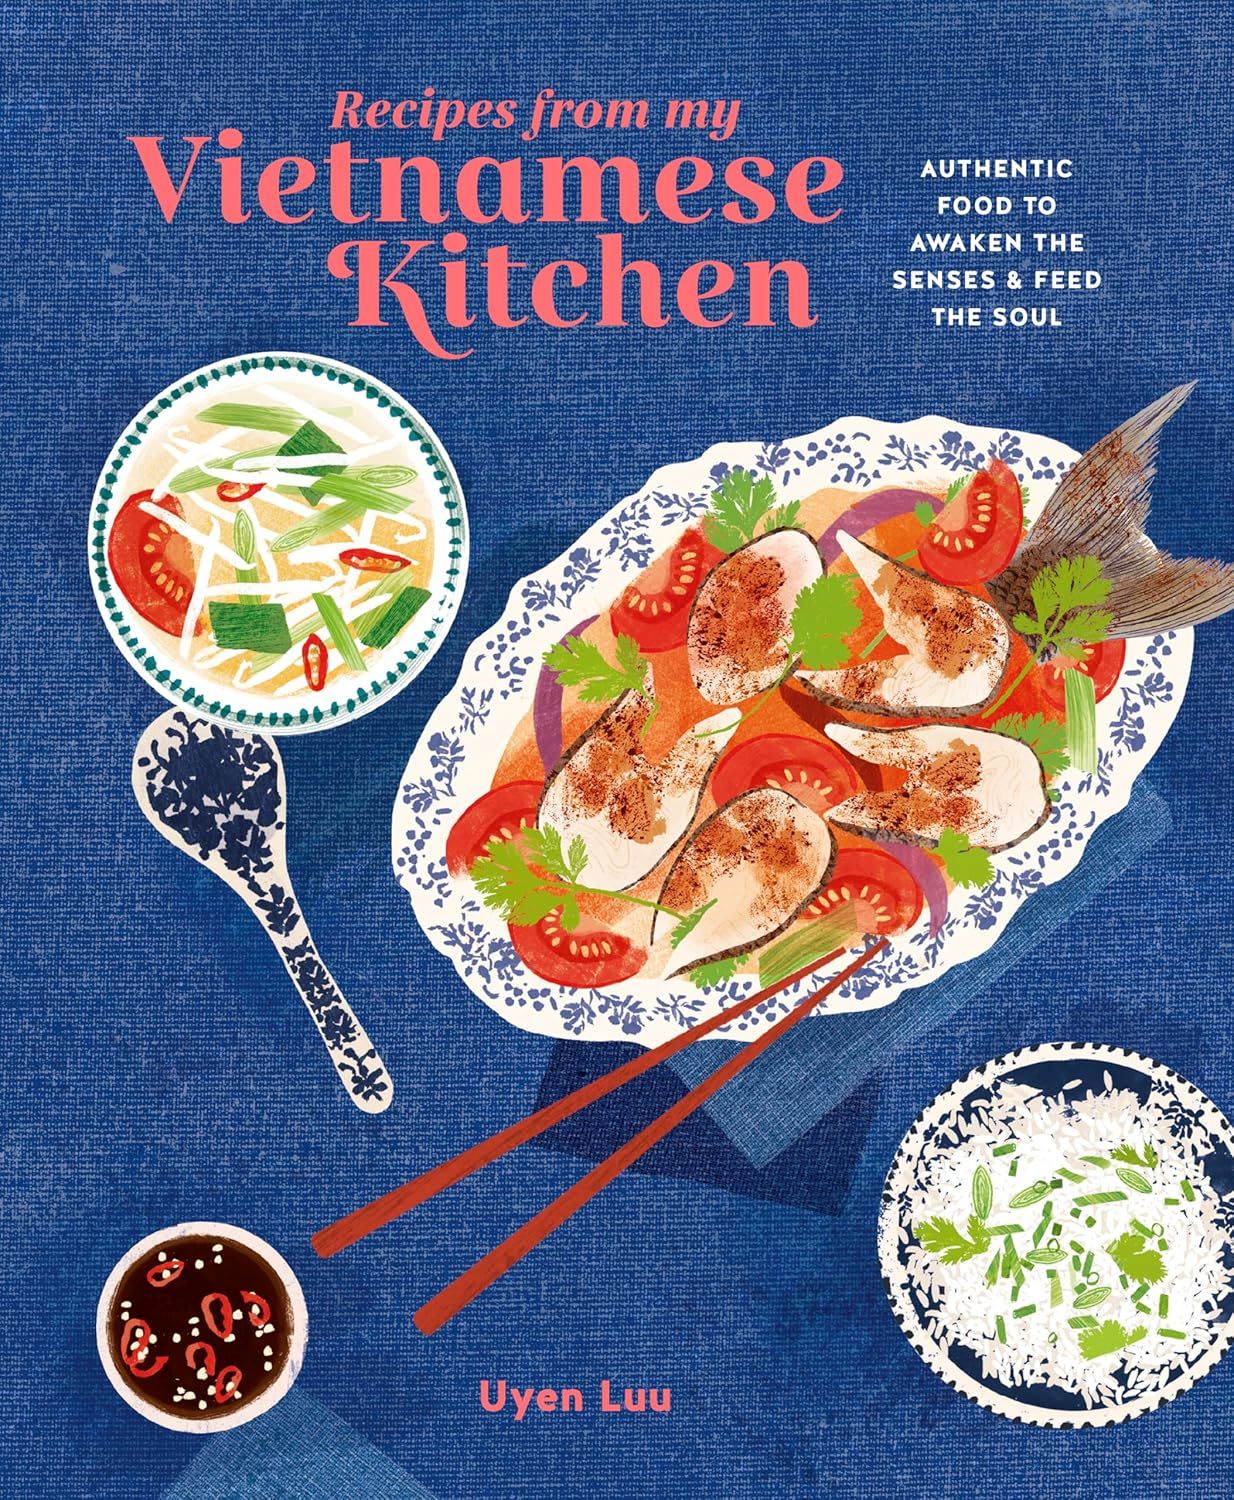 Recipes from my
Vietnamese
Kitchen
AUTHENTIC
FOOD TO
AWAKEN THE
SENSES & FEED
THE SOUL
Uyen Luu